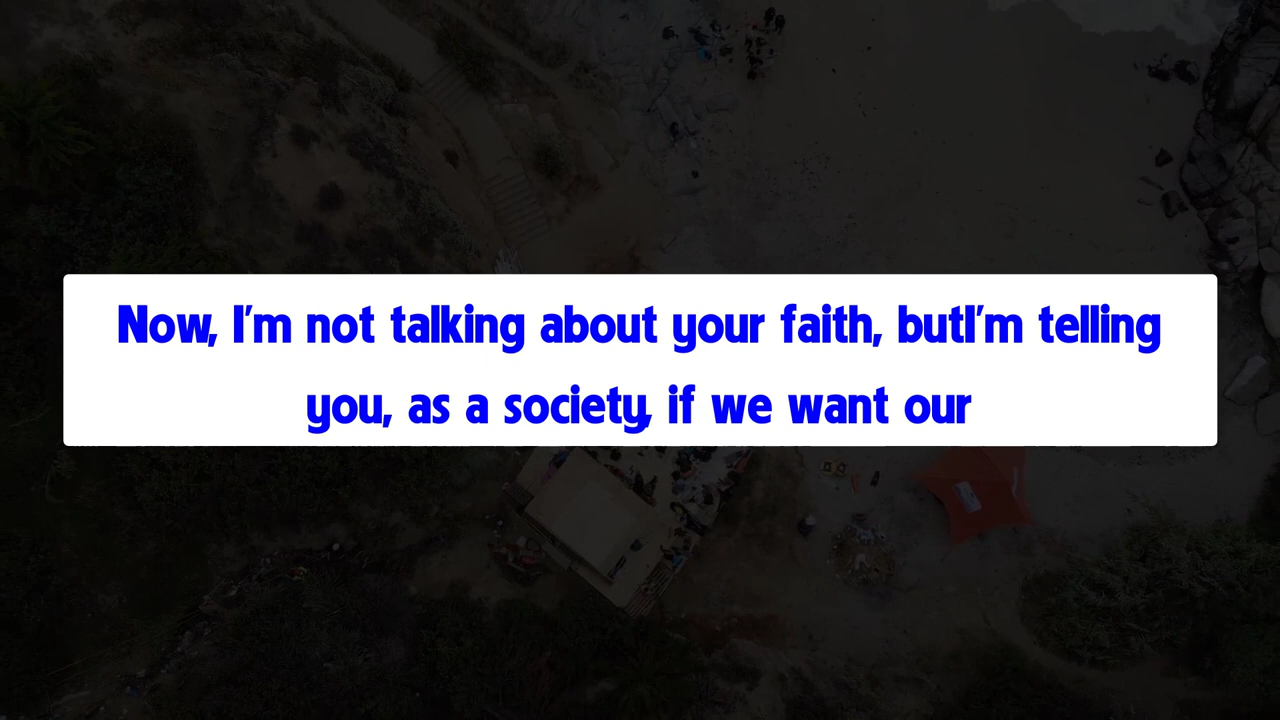 Now, I'm not talking about your faith, butI'm telling
you, as a society, if we want our